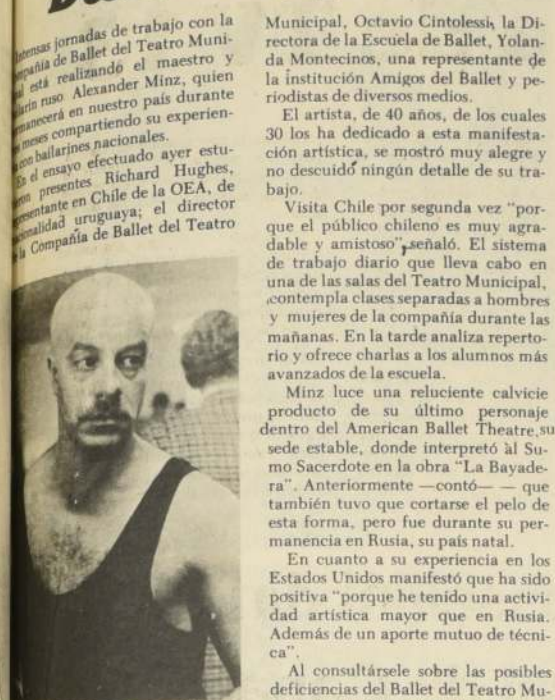 Intensas jornadas de trabajo con la
de Ballet del Teatro Muni-
está realizando el maestro y
ruso Alexander Minz, quien
en nuestro país durante
meses compartiendo su experien-
con bailarines nacionales.
En el ensayo efectuado ayer estu-
presentes Richard Hughes,
en Chile de la OEA, de
uruguaya; el director
Compañía de Ballet del Teatro
Municipal, Octavio Cintolessi, la Di-
rectora de la Escuela de Ballet, Yolan-
da Montecinos, una representante de
la institución Amigos del Ballet y pe-
riodistas de diversos medios.
El artista, de 40 años, de los cuales
30 los ha dedicado a esta manifesta-
ción artística, se mostró muy alegre y
no descuidó ningún detalle de su tra-
bajo.
Visita Chile por segunda vez "por-
que el público chileno es muy agra-
dable y amistoso", señaló. El sistema
de trabajo diario que lleva cabo en
una de las salas del Teatro Municipal,
contempla clases separadas a hombres
y mujeres de la compañía durante las
mañanas. En la tarde analiza reperto-
rio y ofrece charlas a los alumnos más
avanzados de la escuela.
Minz luce una reluciente calvicie
producto de su último personaje
dentro del American Ballet Theatre, su
sede estable, donde interpretó al Su-
mo Sacerdote en la obra "La Bayade-
ra". Anteriormente —contó— — que
también tuvo que cortarse el pelo de
esta forma, pero fue durante su per-
manencia en Rusia, su país natal.
En cuanto a su experiencia en los
Estados Unidos manifestó que ha sido
positiva "porque he tenido una activi-
dad artística mayor que en Rusia.
Además de un aporte mutuo de técni-
ca".
Al consultársele sobre las posibles
deficiencias del Ballet del Teatro Mu-